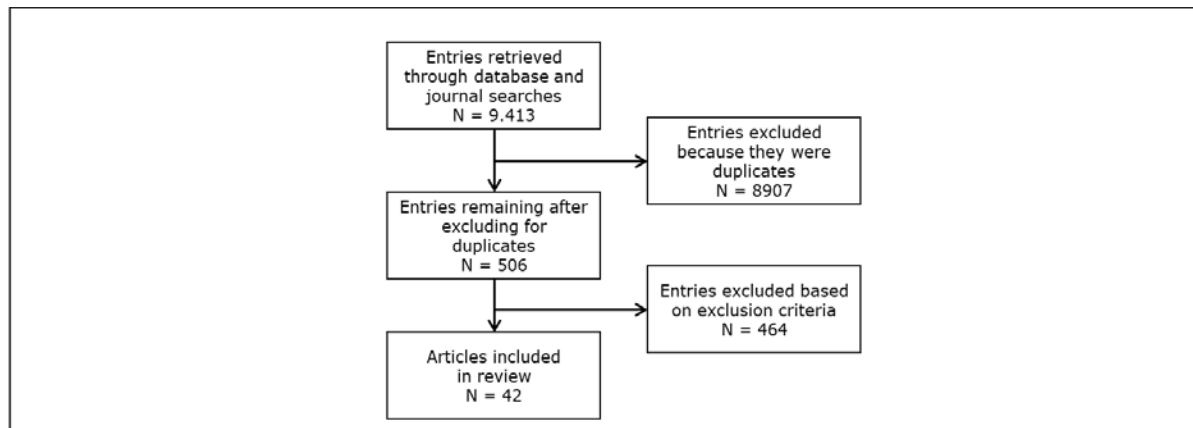 Entries retrieved
through database and
journal searches
N = 9.413
Entries excluded
because they were
duplicates
N = 8907
Entries remaining after
excluding for
duplicates
N = 506
Entries excluded based
on exclusion criteria
N = 464
Articles included
in review
N = 42